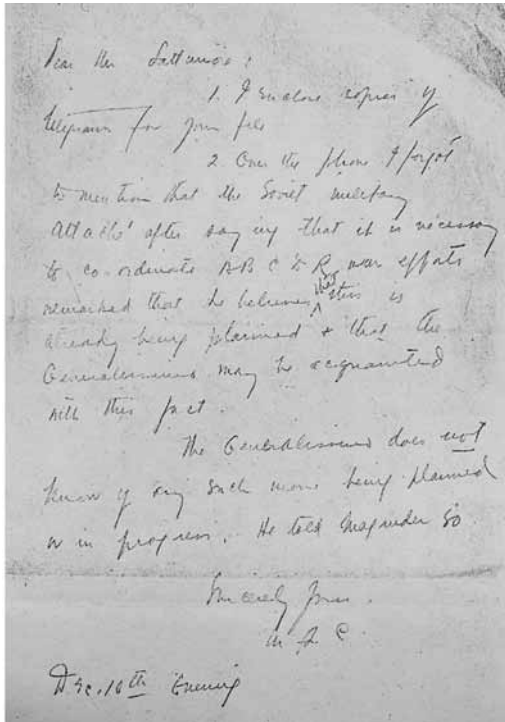 Dear Mr. Lattimore:
1. I enclose copies of
telegrams for your file
2. Over the phone I forgot
to mention that the Soviet military
attaché after saying that it is necessary
to co-ordinate A B C D R war efforts
remarked that he believes this is
already being planned & that the
Generalissimo may be acquainted
with this fact.
The Generalissimo does not
know of any such move being planned
or in progress. He told Magruder so
Sincerely yours.
M S C
Dec. 10th Evening